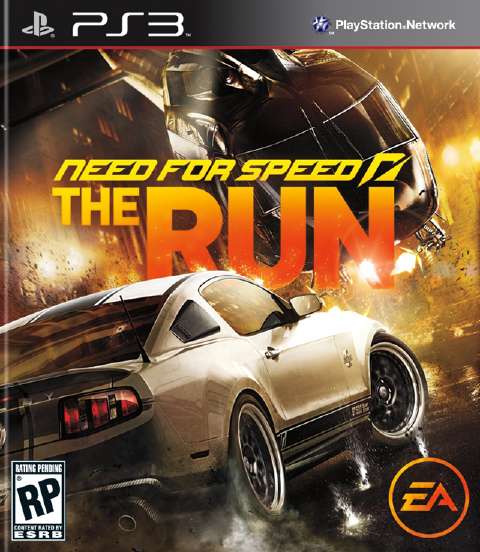 PS3 PlayStation®Network
NEED FOR SPEED
THE RUN
RATING PENDING
RP
CONTENT RATED BY
ESRB
EA